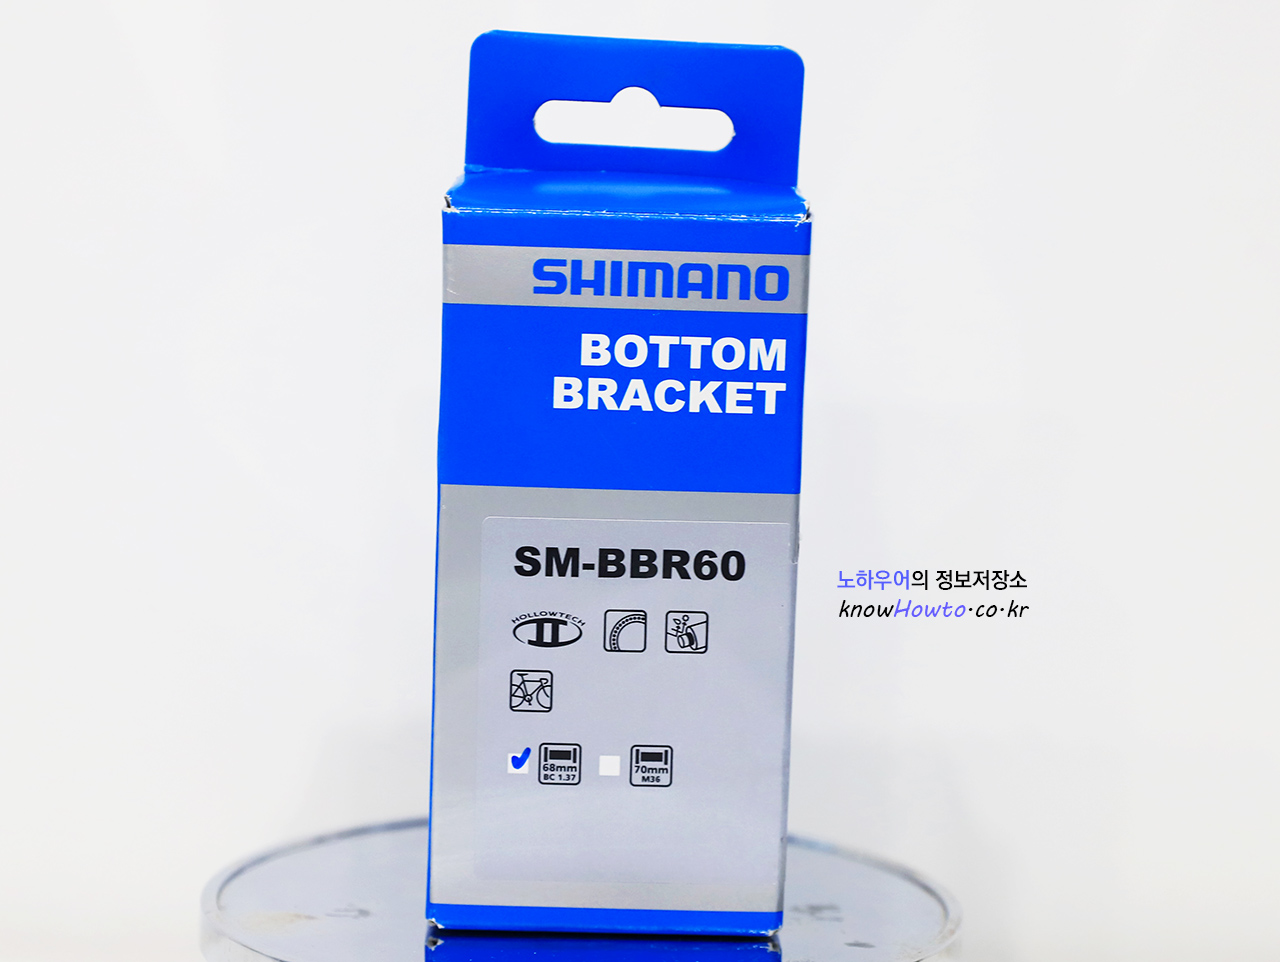 SHIMANO
BOTTOM
BRACKET
SM-BBR60
HOLLOWTECH
II
68mm
BC 1.37
70mm
M36
노하우어의 정보저장소
knowHowto.co.kr